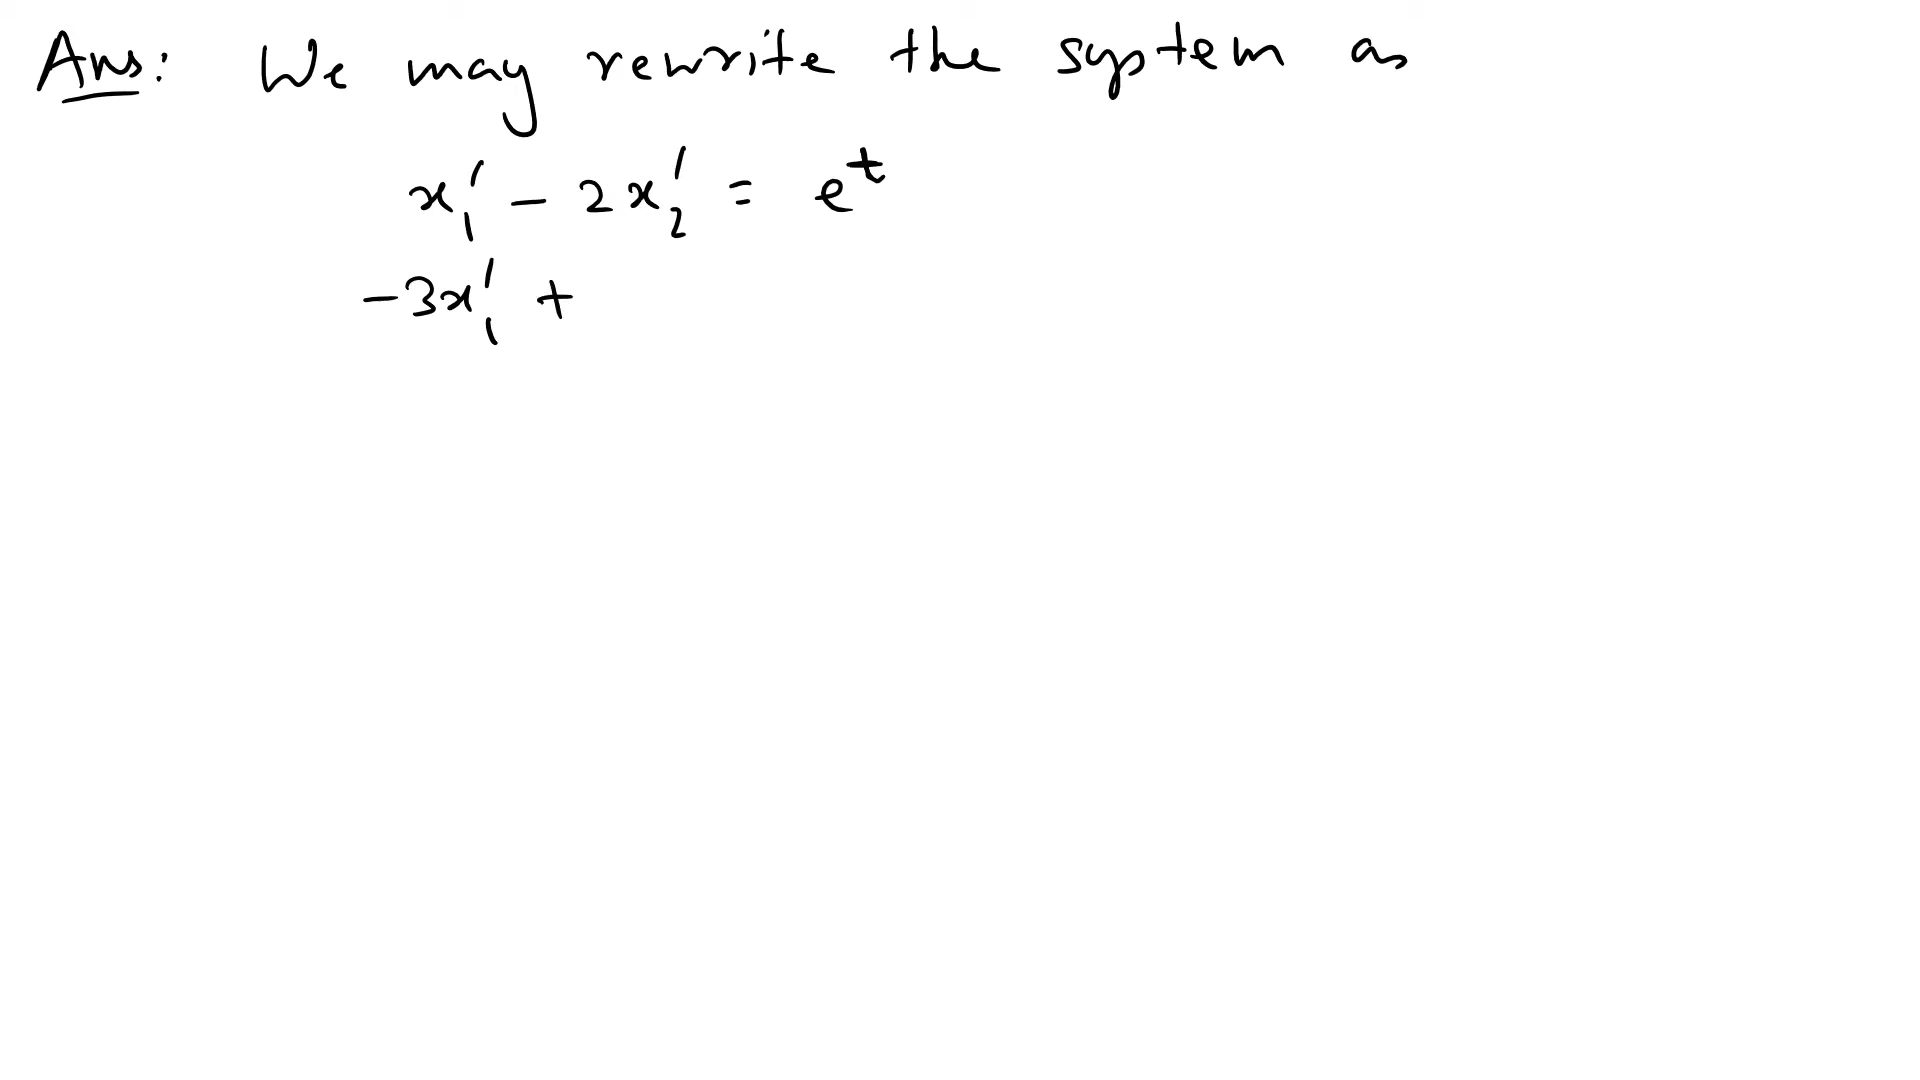 Ans: We may rewrite the system as
x₁' - 2x₂' = eᵗ
-3x₁' +